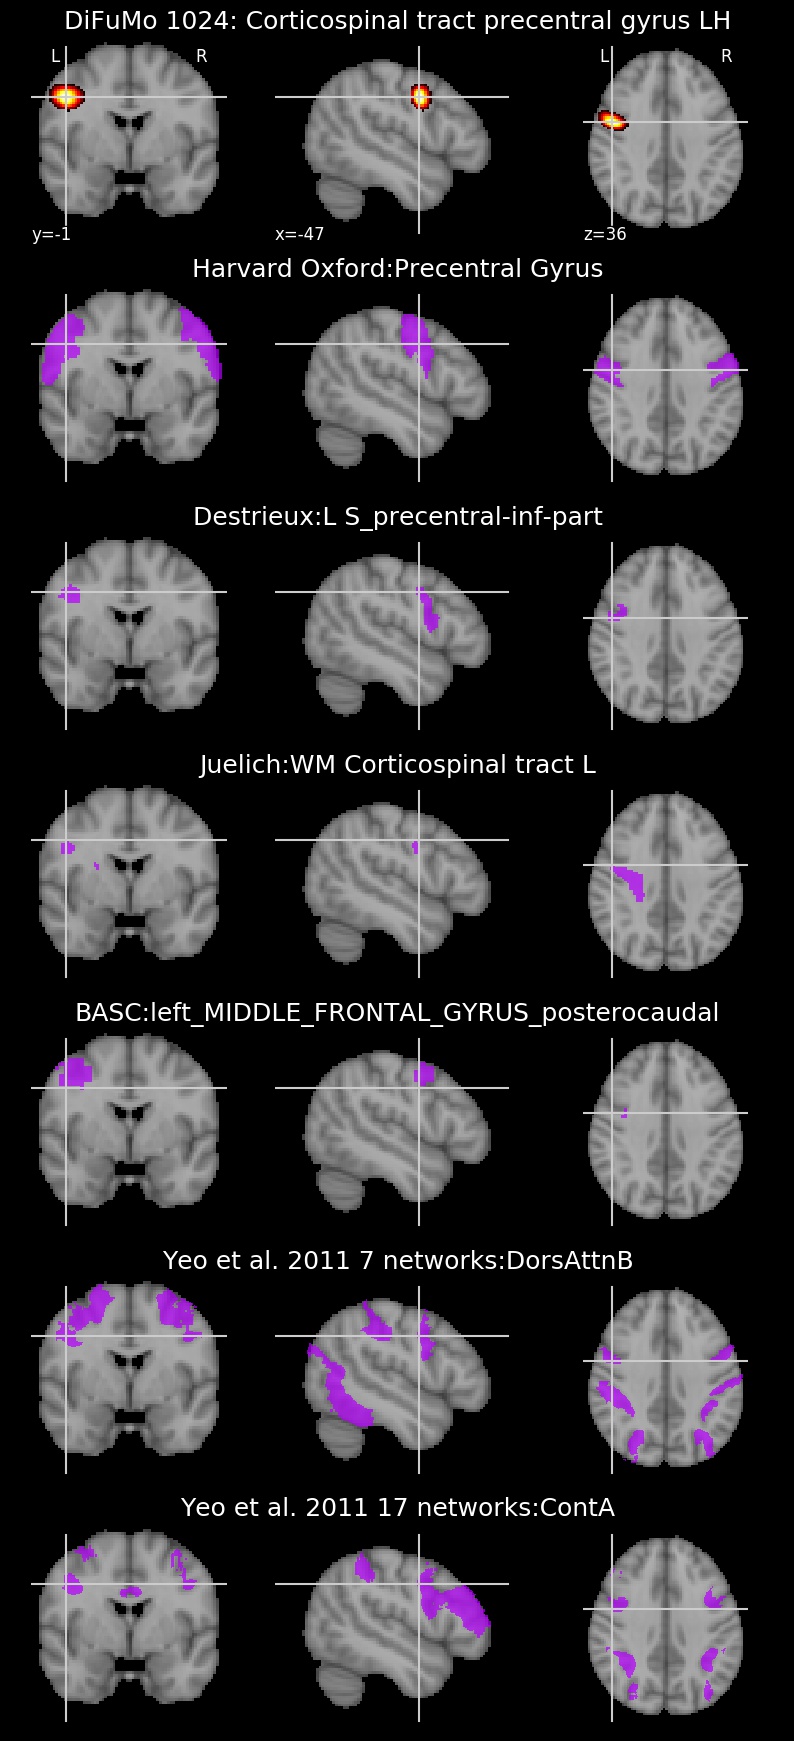 DiFuMo 1024: Corticospinal tract precentral gyrus LH
L R L R
y=-1 x=-47 z=36
Harvard Oxford:Precentral Gyrus
Destrieux:L S_precentral-inf-part
Juelich:WM Corticospinal tract L
BASC:left_MIDDLE_FRONTAL_GYRUS_posterocaudal
Yeo et al. 2011 7 networks:DorsAttnB
Yeo et al. 2011 17 networks:ContA